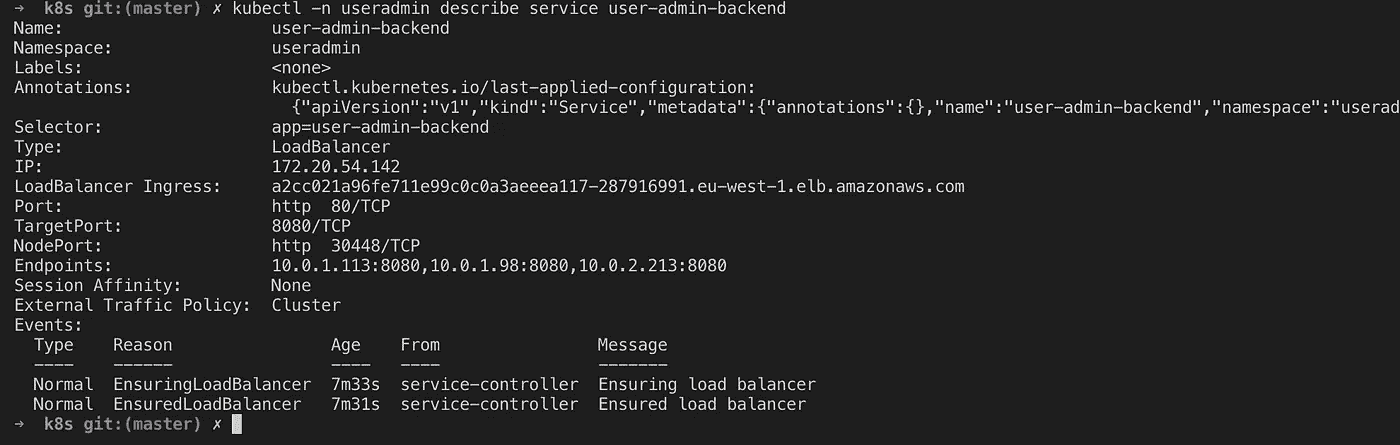 →  k8s git:(master) ✗ kubectl -n useradmin describe service user-admin-backend
Name:                     user-admin-backend
Namespace:                useradmin
Labels:                   <none>
Annotations:              kubectl.kubernetes.io/last-applied-configuration:
                            {"apiVersion":"v1","kind":"Service","metadata":{"annotations":{},"name":"user-admin-backend","namespace":"userad
Selector:                 app=user-admin-backend
Type:                     LoadBalancer
IP:                       172.20.54.142
LoadBalancer Ingress:     a2cc021a96fe711e99c0c0a3aeeea117-287916991.eu-west-1.elb.amazonaws.com
Port:                     http  80/TCP
TargetPort:               8080/TCP
NodePort:                 http  30448/TCP
Endpoints:                10.0.1.113:8080,10.0.1.98:8080,10.0.2.213:8080
Session Affinity:         None
External Traffic Policy:  Cluster
Events:
  Type    Reason                Age    From                Message
  ----    ------                ----   ----                -------
  Normal  EnsuringLoadBalancer  7m33s  service-controller  Ensuring load balancer
  Normal  EnsuredLoadBalancer   7m31s  service-controller  Ensured load balancer
→  k8s git:(master) ✗